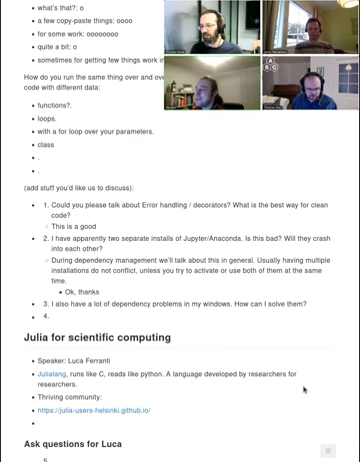 what's that?: o
a few copy-paste things: oooo
for some work: oooooooo
quite a bit: o
sometimes for getting few things work in
How do you run the same thing over and ove
code with different data:
functions?.
loops.
with a for loop over your parameters.
class
.
.
(add stuff you'd like us to discuss):
1. Could you please talk about Error handling / decorators? What is the best way for clean
code?
This is a good
2. I have apparently two separate installs of Jupyter/Anaconda. Is this bad? Will they crash
into each other?
During dependency management we'll talk about this in general. Usually having multiple
installations do not conflict, unless you try to activate or use both of them at the same
time.
Ok, thanks
3. I also have a lot of dependency problems in my windows. How can I solve them?
4.
Julia for scientific computing
Speaker: Luca Ferranti
Julialang, runs like C, reads like python. A language developed by researchers for
researchers.
Thriving community:
https://julia-users-helsinki.github.io/
Ask questions for Luca
5.